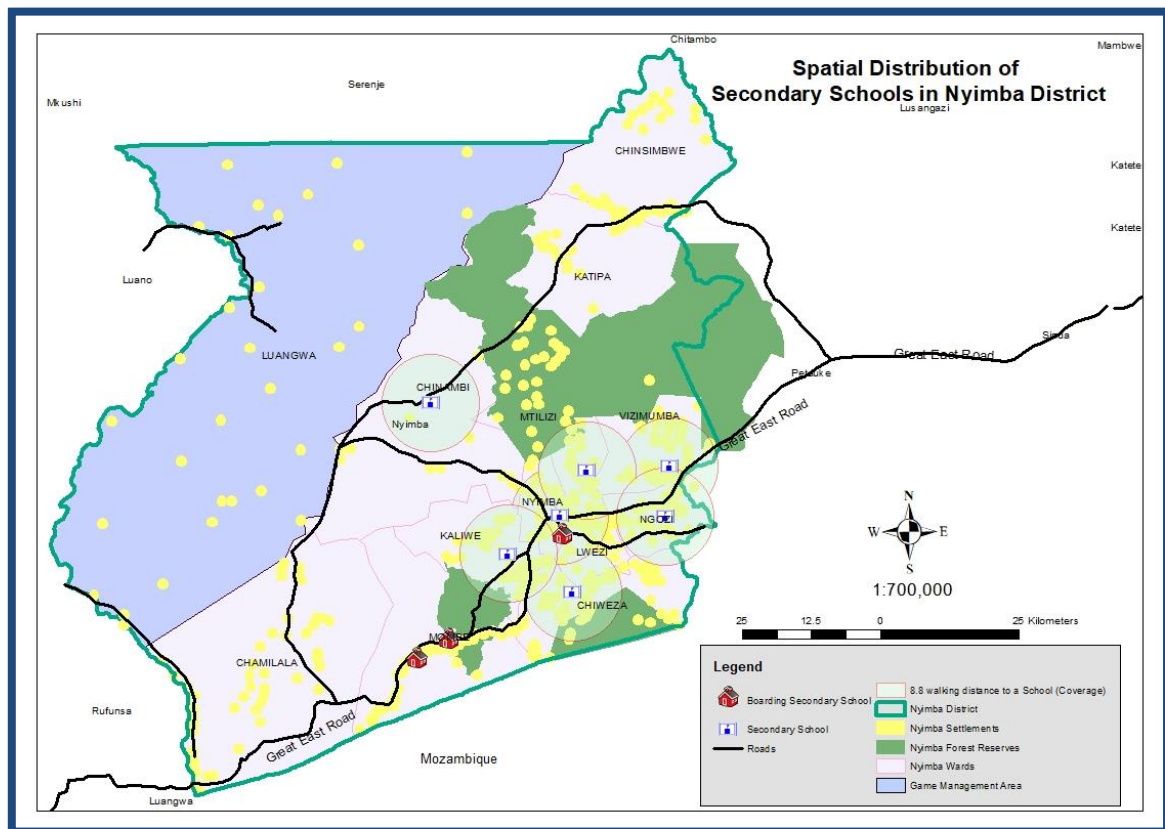 Chitambo
Mambwe
Spatial Distribution of
Secondary Schools in Nyimba District
Serenje
Mkushi
Lusangazi
CHINSIMBWE
Katete
Katete
Luano
KATIPA
LUANGWA
Sinda
Great East Road
Petauke
CHINAMBI
Nyimba
MTILIZI
VIZIMUMBA
Great East Road
NYIMBA
NGOZI
KALIWE
LWEZI
N
W
E
S
CHIWEZA
1:700,000
25
12.5
0
25 Kilometers
CHAMILALA
Rufunsa
Great East Road
Mozambique
Luangwa
Legend
Boarding Secondary School
Secondary School
Roads
8.8 walking distance to a School (Coverage)
Nyimba District
Nyimba Settlements
Nyimba Forest Reserves
Nyimba Wards
Game Management Area